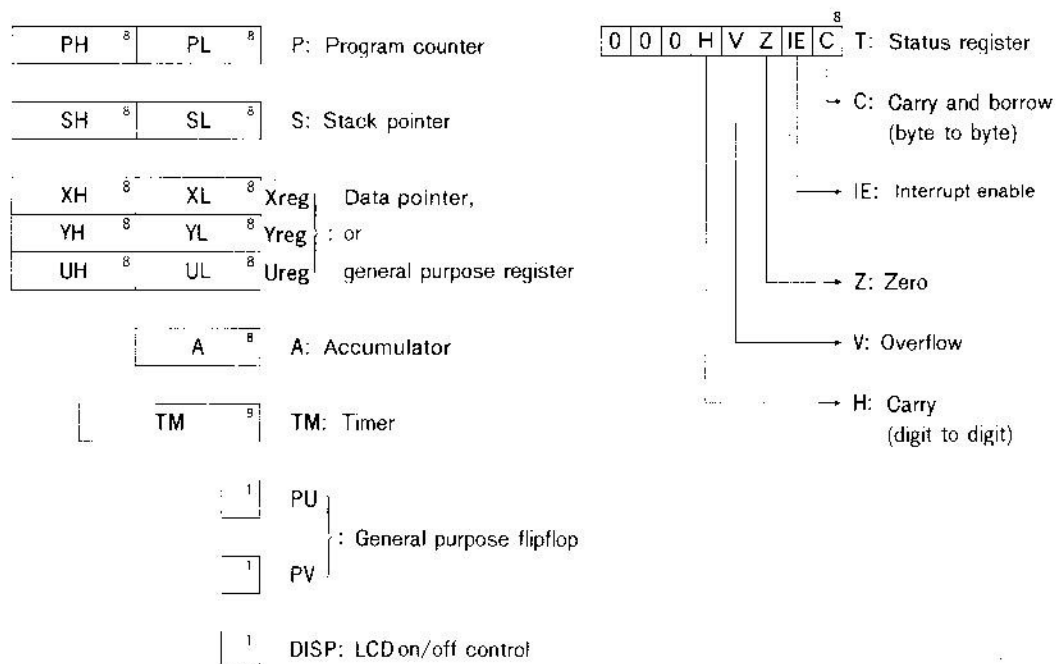 PH 8 PL 8 P: Program counter
SH 8 SL 8 S: Stack pointer
XH 8 XL 8 Xreg Data pointer,
YH 8 YL 8 Yreg : or
UH 8 UL 8 Ureg general purpose register
A 8 A: Accumulator
TM 9 TM: Timer
1 PU
: General purpose flipflop
1 PV
1 DISP: LCD on/off control
8
0 0 0 H V Z IE C T: Status register
C: Carry and borrow
(byte to byte)
IE: Interrupt enable
Z: Zero
V: Overflow
H: Carry
(digit to digit)